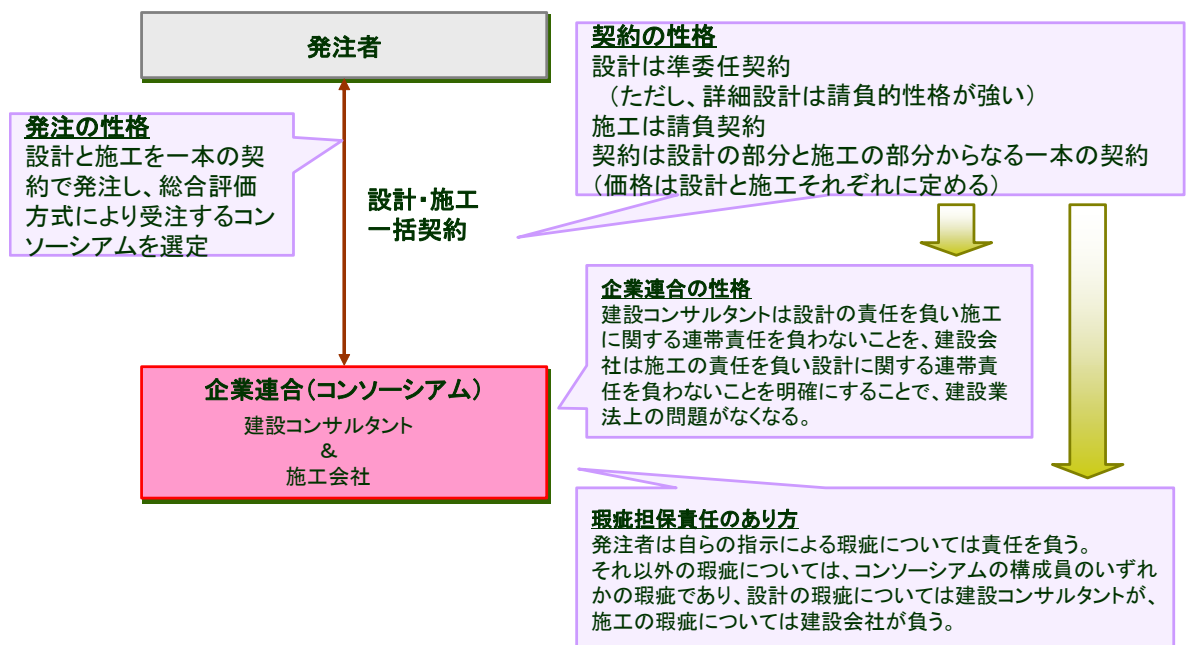 発注者
契約の性格
設計は準委任契約
（ただし、詳細設計は請負的性格が強い）
施工は請負契約
契約は設計の部分と施工の部分からなる一本の契約
（価格は設計と施工それぞれに定める）
発注の性格
設計と施工を一本の契
約で発注し、総合評価
方式により受注するコン
ソーシアムを選定
設計・施工
一括契約
企業連合の性格
建設コンサルタントは設計の責任を負い施工
に関する連帯責任を負わないことを、建設会
社は施工の責任を負い設計に関する連帯責
任を負わないことを明確にすることで、建設業
法上の問題がなくなる。
企業連合（コンソーシアム）
建設コンサルタント
＆
施工会社
瑕疵担保責任のあり方
発注者は自らの指示による瑕疵については責任を負う。
それ以外の瑕疵については、コンソーシアムの構成員のいずれ
かの瑕疵であり、設計の瑕疵については建設コンサルタントが、
施工の瑕疵については建設会社が負う。